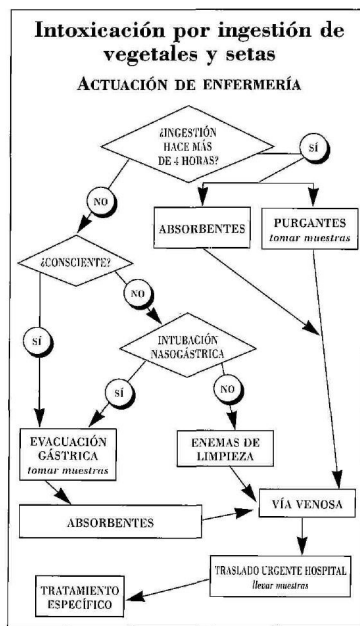 Intoxicación por ingestión de
vegetales y setas
ACTUACIÓN DE ENFERMERÍA
¿INGESTIÓN
HACE MÁS
DE 4 HORAS?
SÍ
NO
ABSORBENTES
PURGANTES
tomar muestras
¿CONSCIENTE?
NO
SÍ
INTUBACIÓN
NASOGÁSTRICA
SÍ
NO
EVACUACIÓN
GÁSTRICA
tomar muestras
ENEMAS DE
LIMPIEZA
ABSORBENTES
VÍA VENOSA
TRASLADO URGENTE HOSPITAL
llevar muestras
TRATAMIENTO
ESPECÍFICO